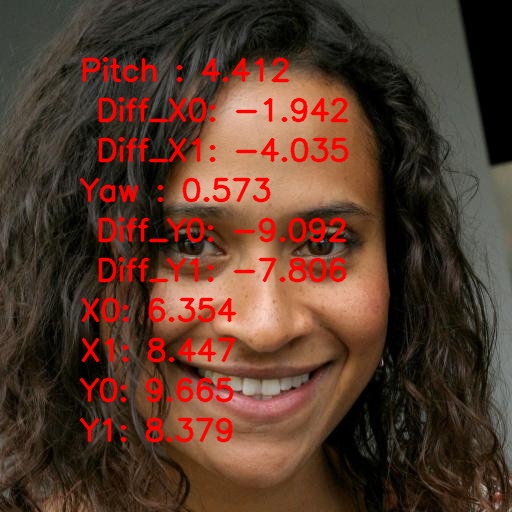 Pitch : 4.412
Diff_X0: -1.942
Diff_X1: -4.035
Yaw : 0.573
Diff_Y0: -9.092
Diff_Y1: -7.806
X0: 6.354
X1: 8.447
Y0: 9.665
Y1: 8.379